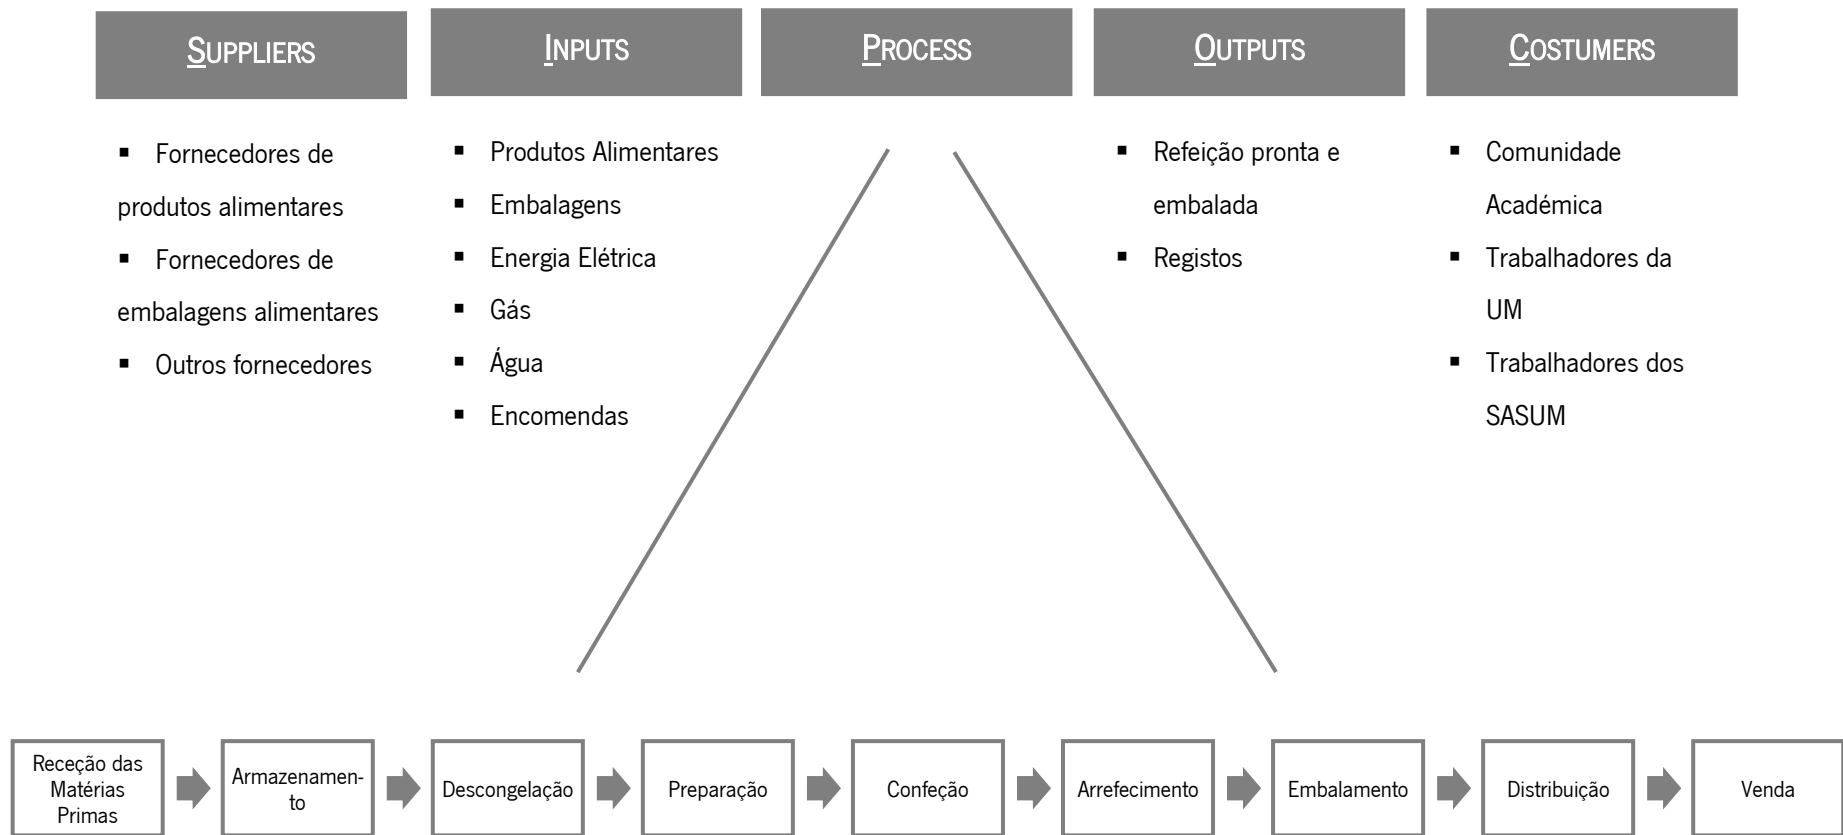 SUPPLIERS
INPUTS
PROCESS
OUTPUTS
COSTUMERS
▪ Fornecedores de
produtos alimentares
▪ Fornecedores de
embalagens alimentares
▪ Outros fornecedores
▪ Produtos Alimentares
▪ Embalagens
▪ Energia Elétrica
▪ Gás
▪ Água
▪ Encomendas
▪ Refeição pronta e
embalada
▪ Registos
▪ Comunidade
Académica
▪ Trabalhadores da
UM
▪ Trabalhadores dos
SASUM
Receção das
Matérias
Primas
Armazenamen-
to
Descongelação
Preparação
Confeção
Arrefecimento
Embalamento
Distribuição
Venda